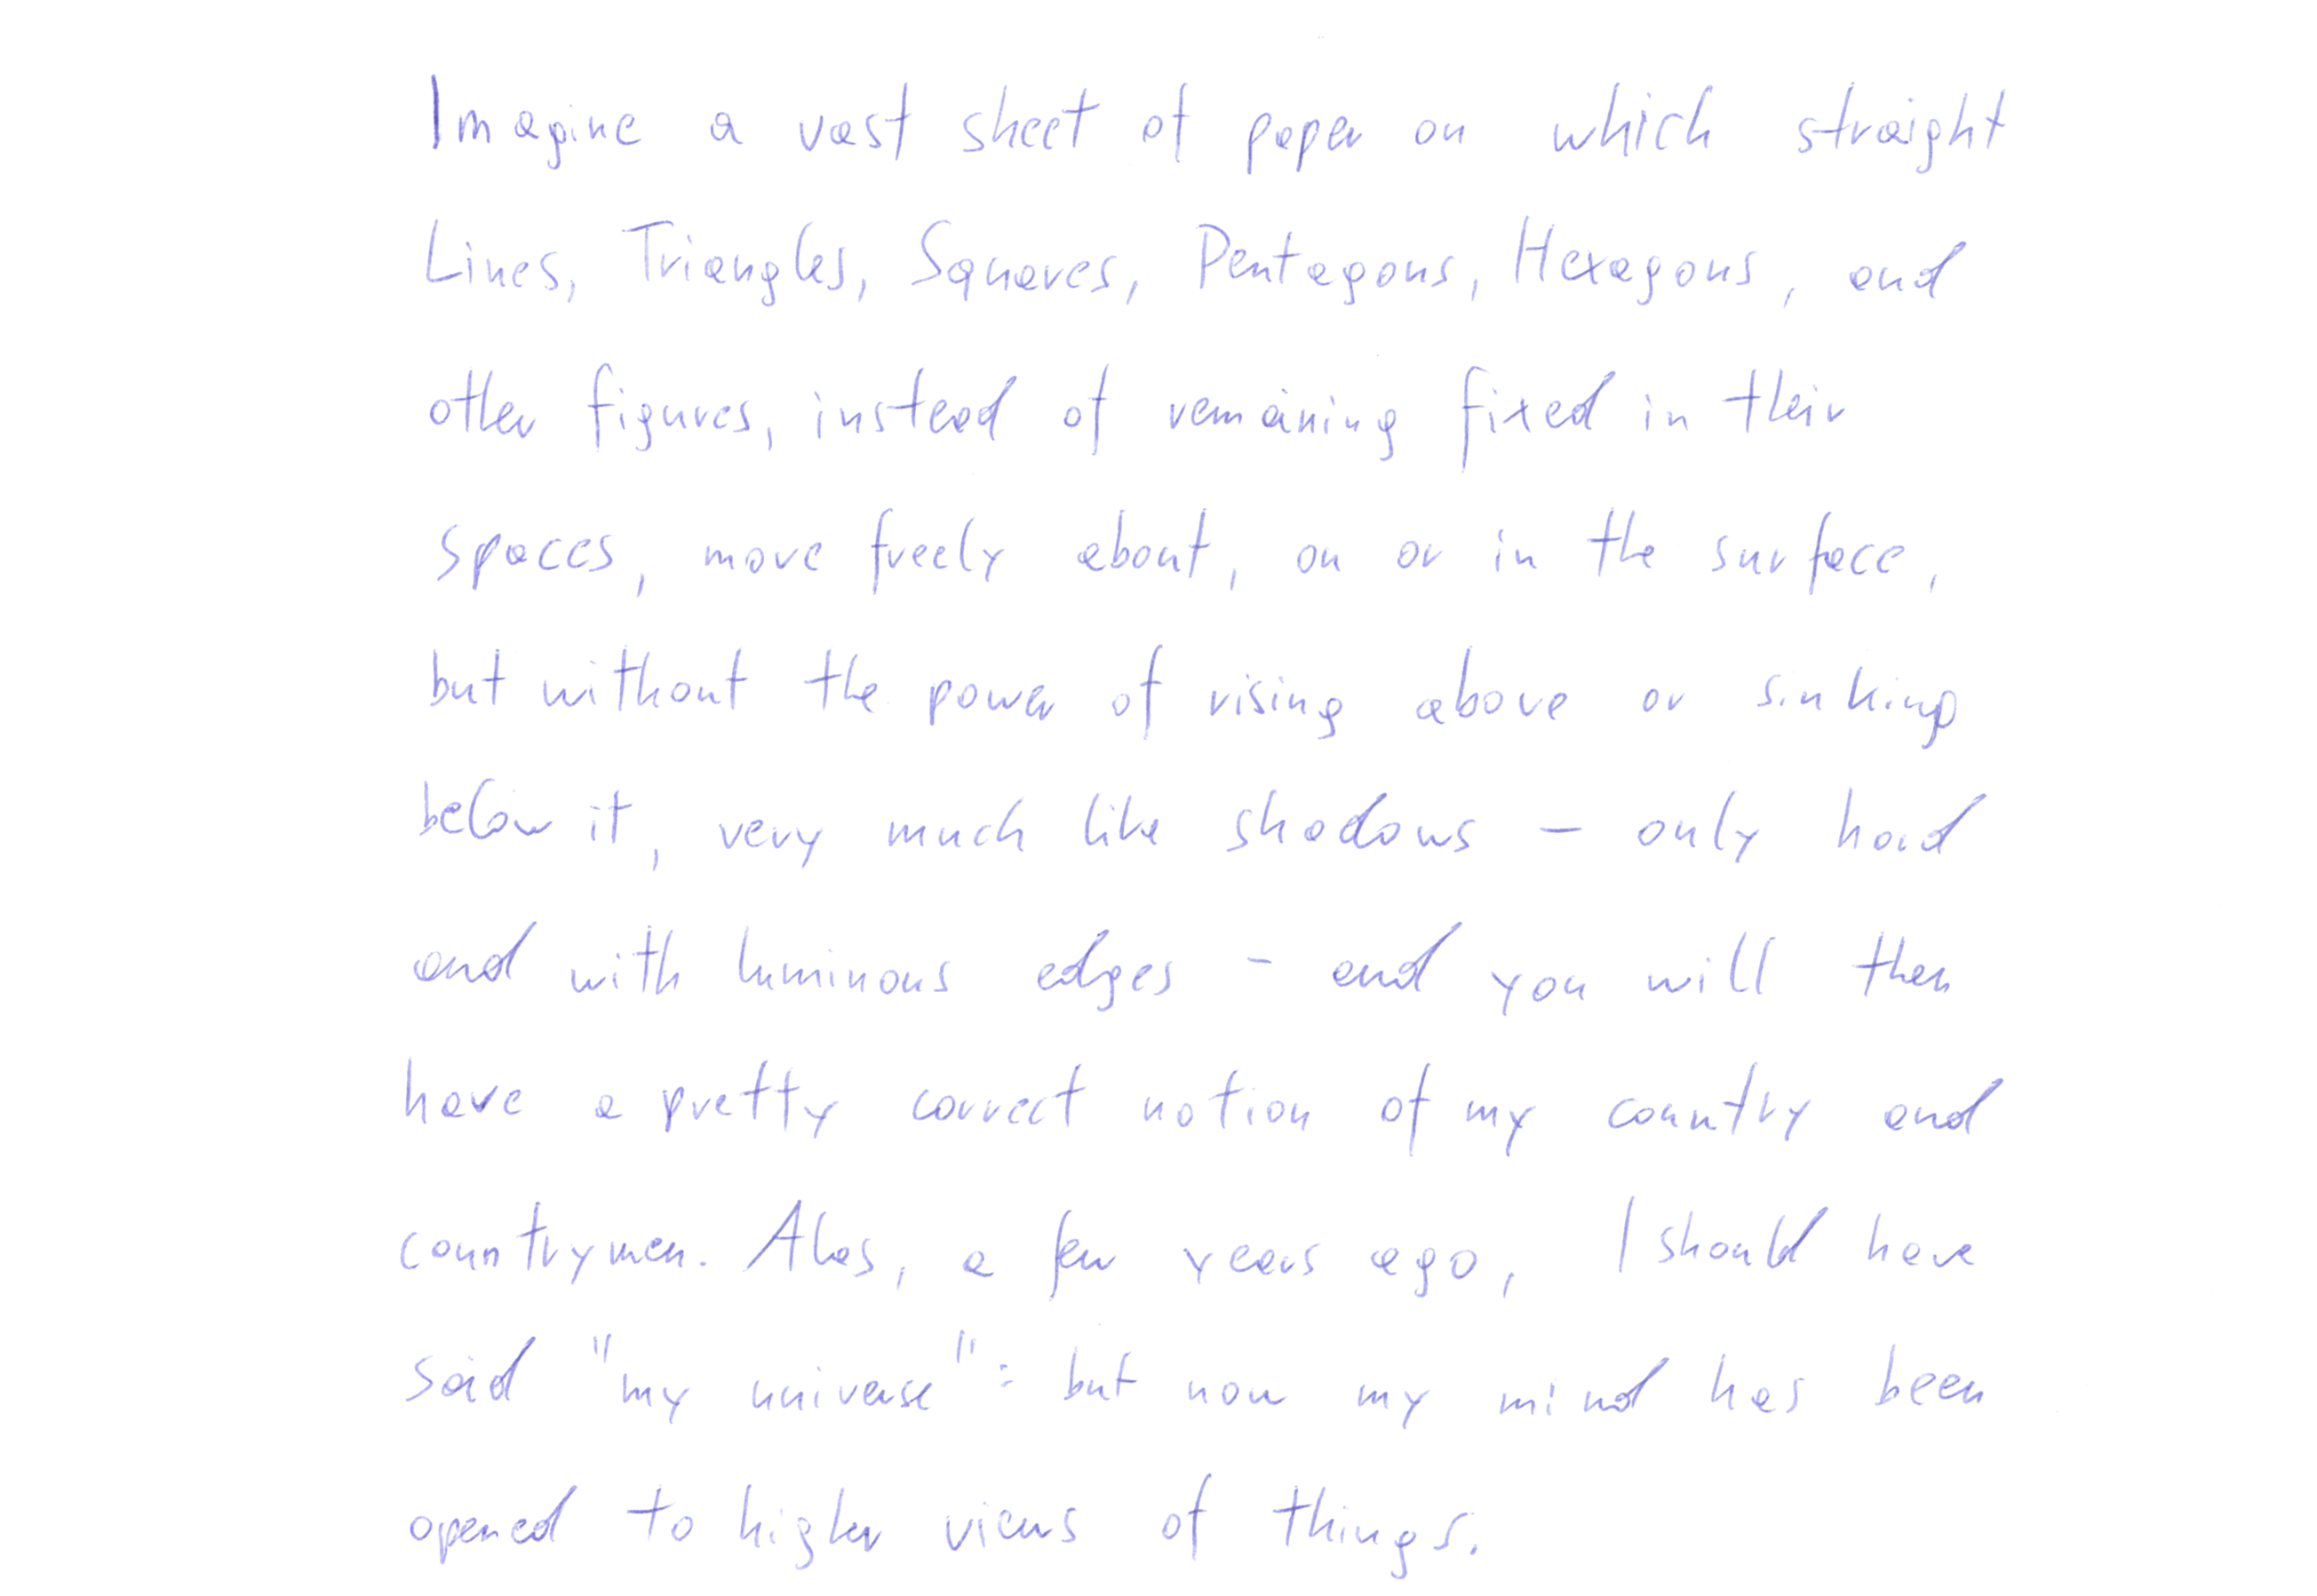 Imagine a vast sheet of paper on which straight
Lines, Triangles, Squares, Pentagons, Hexagons, and
other figures, instead of remaining fixed in their
spaces, move freely about, on or in the surface,
but without the power of rising above or sinking
below it, very much like shadows – only hard
and with luminous edges – and you will then
have a pretty correct notion of my country and
countrymen. Alas, a few years ago, I should have
said "my universe": but now my mind has been
opened to higher views of things.